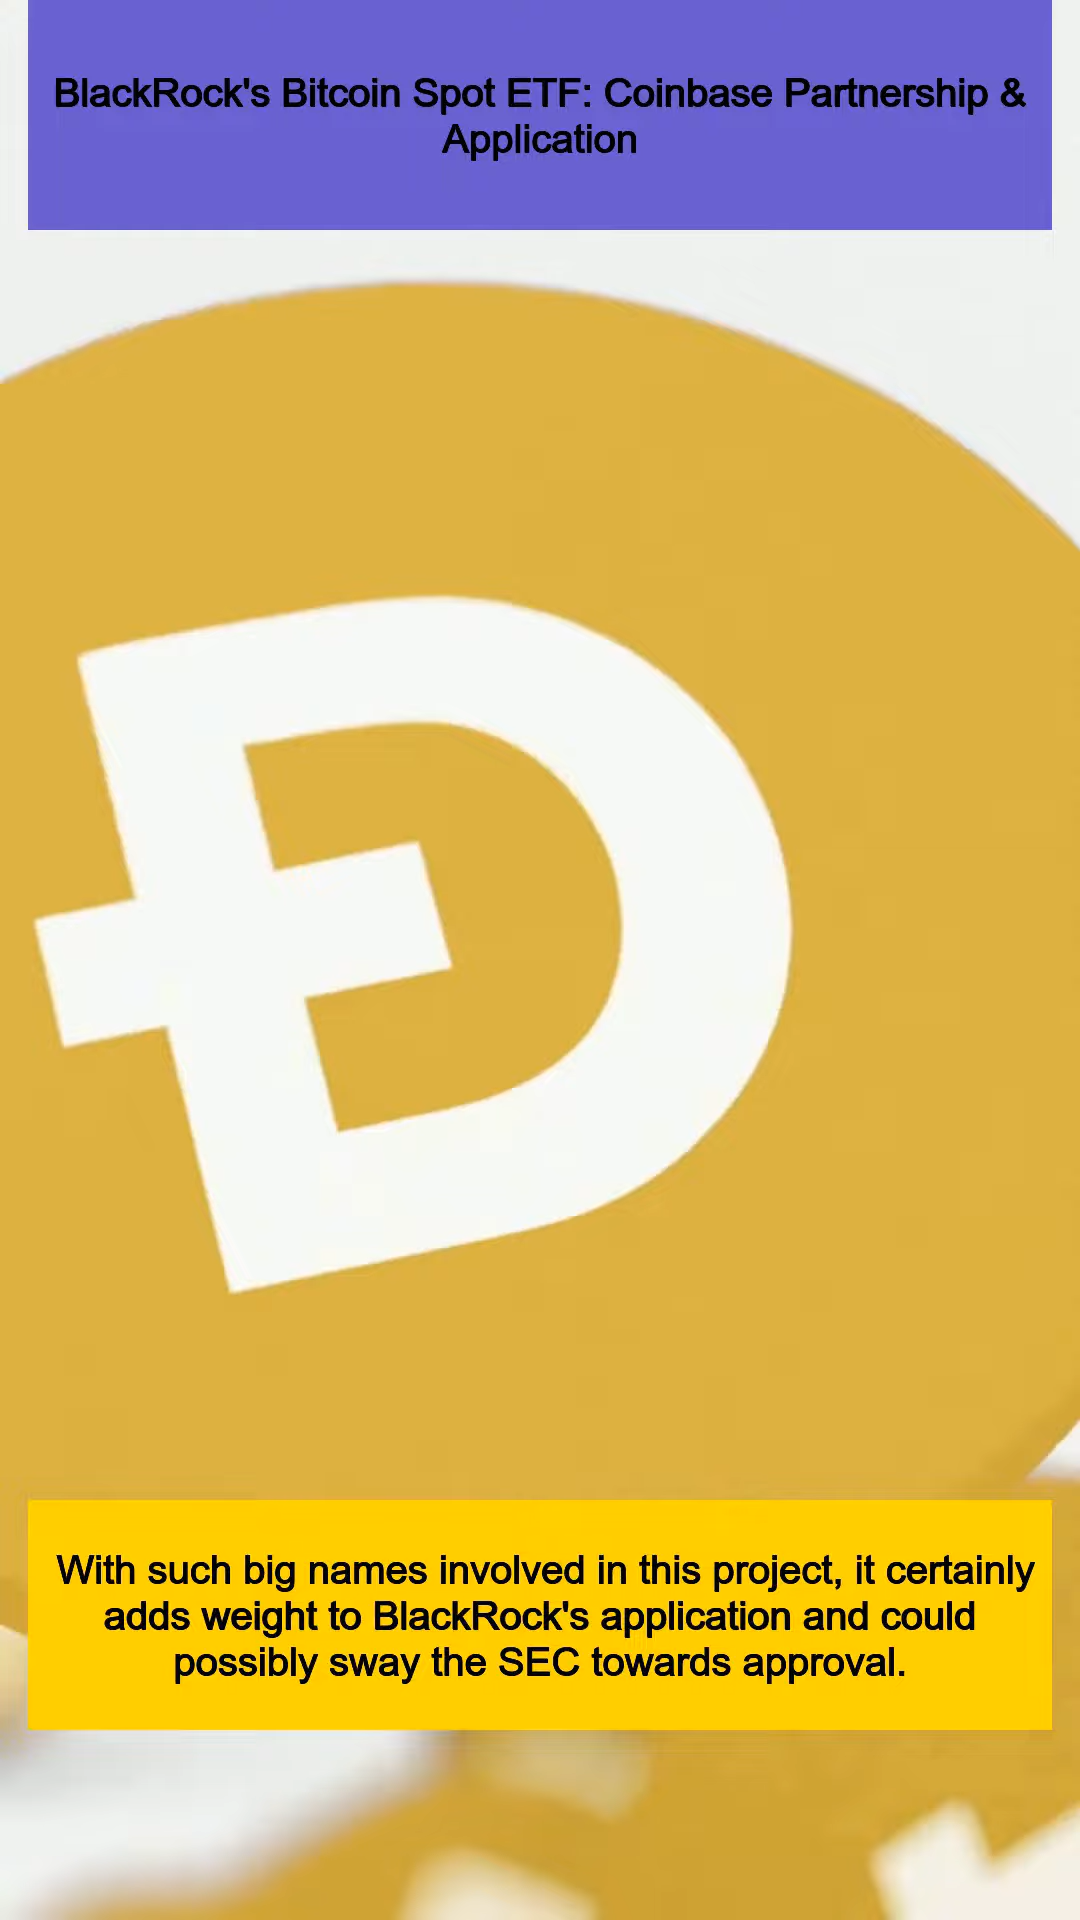 BlackRock's Bitcoin Spot ETF: Coinbase Partnership &
Application
Ð
With such big names involved in this project, it certainly
adds weight to BlackRock's application and could
possibly sway the SEC towards approval.